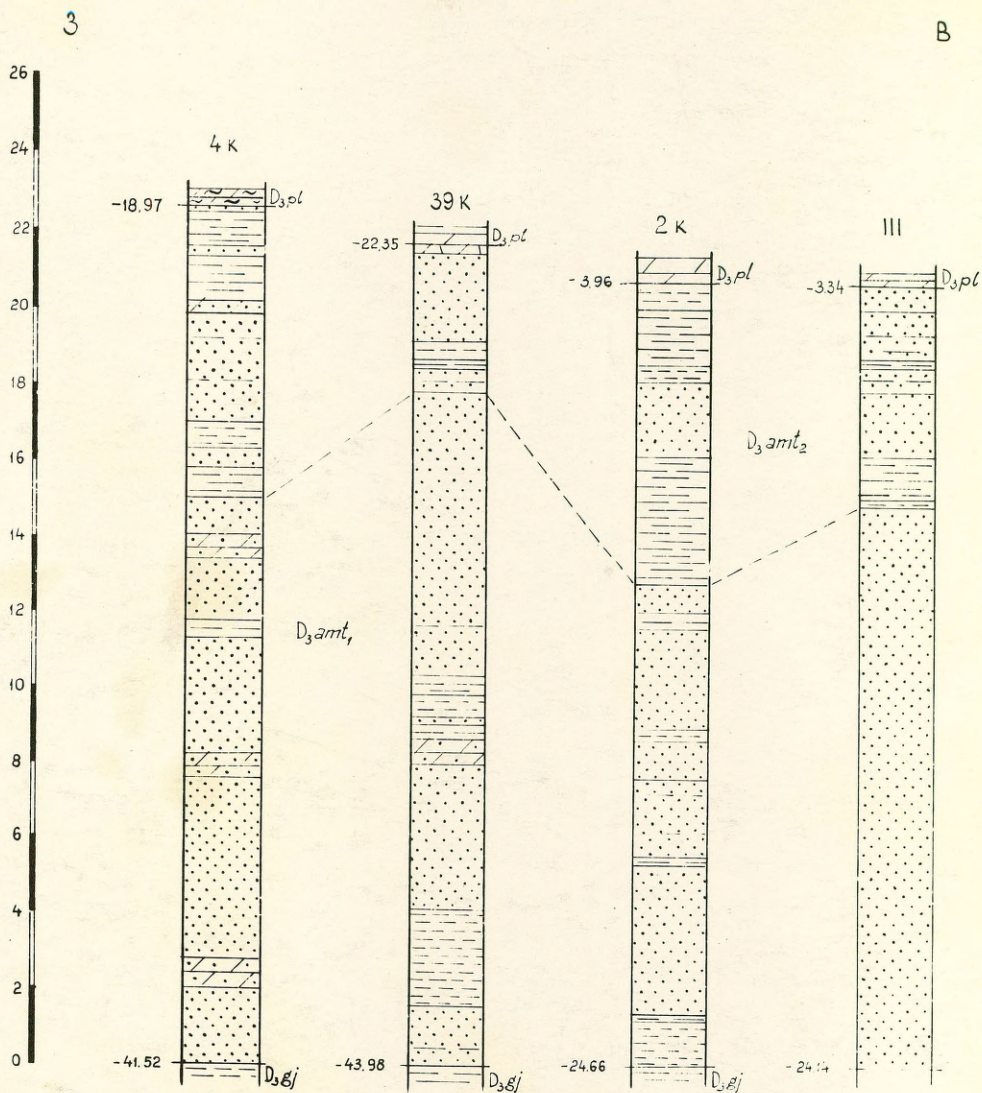 З В
26
24
22
20
18
16
14
12
10
8
6
4
2
0
4 к
-18,97 D₃pl
D₃amt₁
-41.52 D₃gj
39 к
-22,35 D₃pl
-43,98 D₃gj
2 к
-3,96 D₃pl
D₃amt₂
-24.66 D₃gj
III
-3.34 D₃pl
-24.14